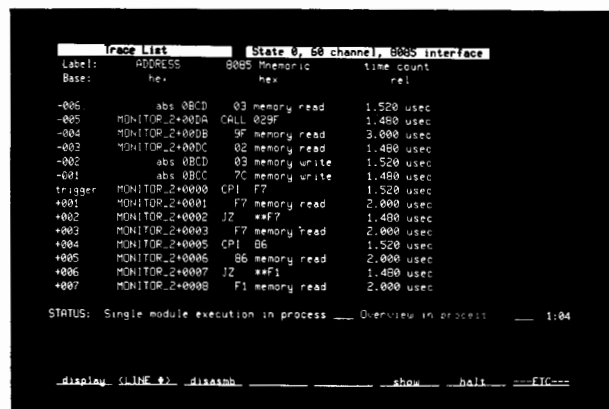 Trace List State 0, 60 channel, 8085 interface
Label: ADDRESS 8085 Mnemonic time count
Base: hex hex rel
-006 abs 0BCD 03 memory read 1.520 usec
-005 MONITOR_2+00DA CALL 029F 1.480 usec
-004 MONITOR_2+00DB 9F memory read 3.000 usec
-003 MONITOR_2+00DC 02 memory read 1.480 usec
-002 abs 0BCD 03 memory write 1.520 usec
-001 abs 0BCC 7C memory write 1.480 usec
trigger MONITOR_2+0000 CPI F7 1.520 usec
+001 MONITOR_2+0001 F7 memory read 2.000 usec
+002 MONITOR_2+0002 JZ **F7 1.480 usec
+003 MONITOR_2+0003 F7 memory read 2.000 usec
+004 MONITOR_2+0005 CPI B6 1.520 usec
+005 MONITOR_2+0006 B6 memory read 2.000 usec
+006 MONITOR_2+0007 JZ **F1 1.480 usec
+007 MONITOR_2+0008 F1 memory read 2.000 usec
STATUS: Single module execution in process ___ Overview in process ___ 1:04
display (LINE #) disasmb show halt ---ETC---